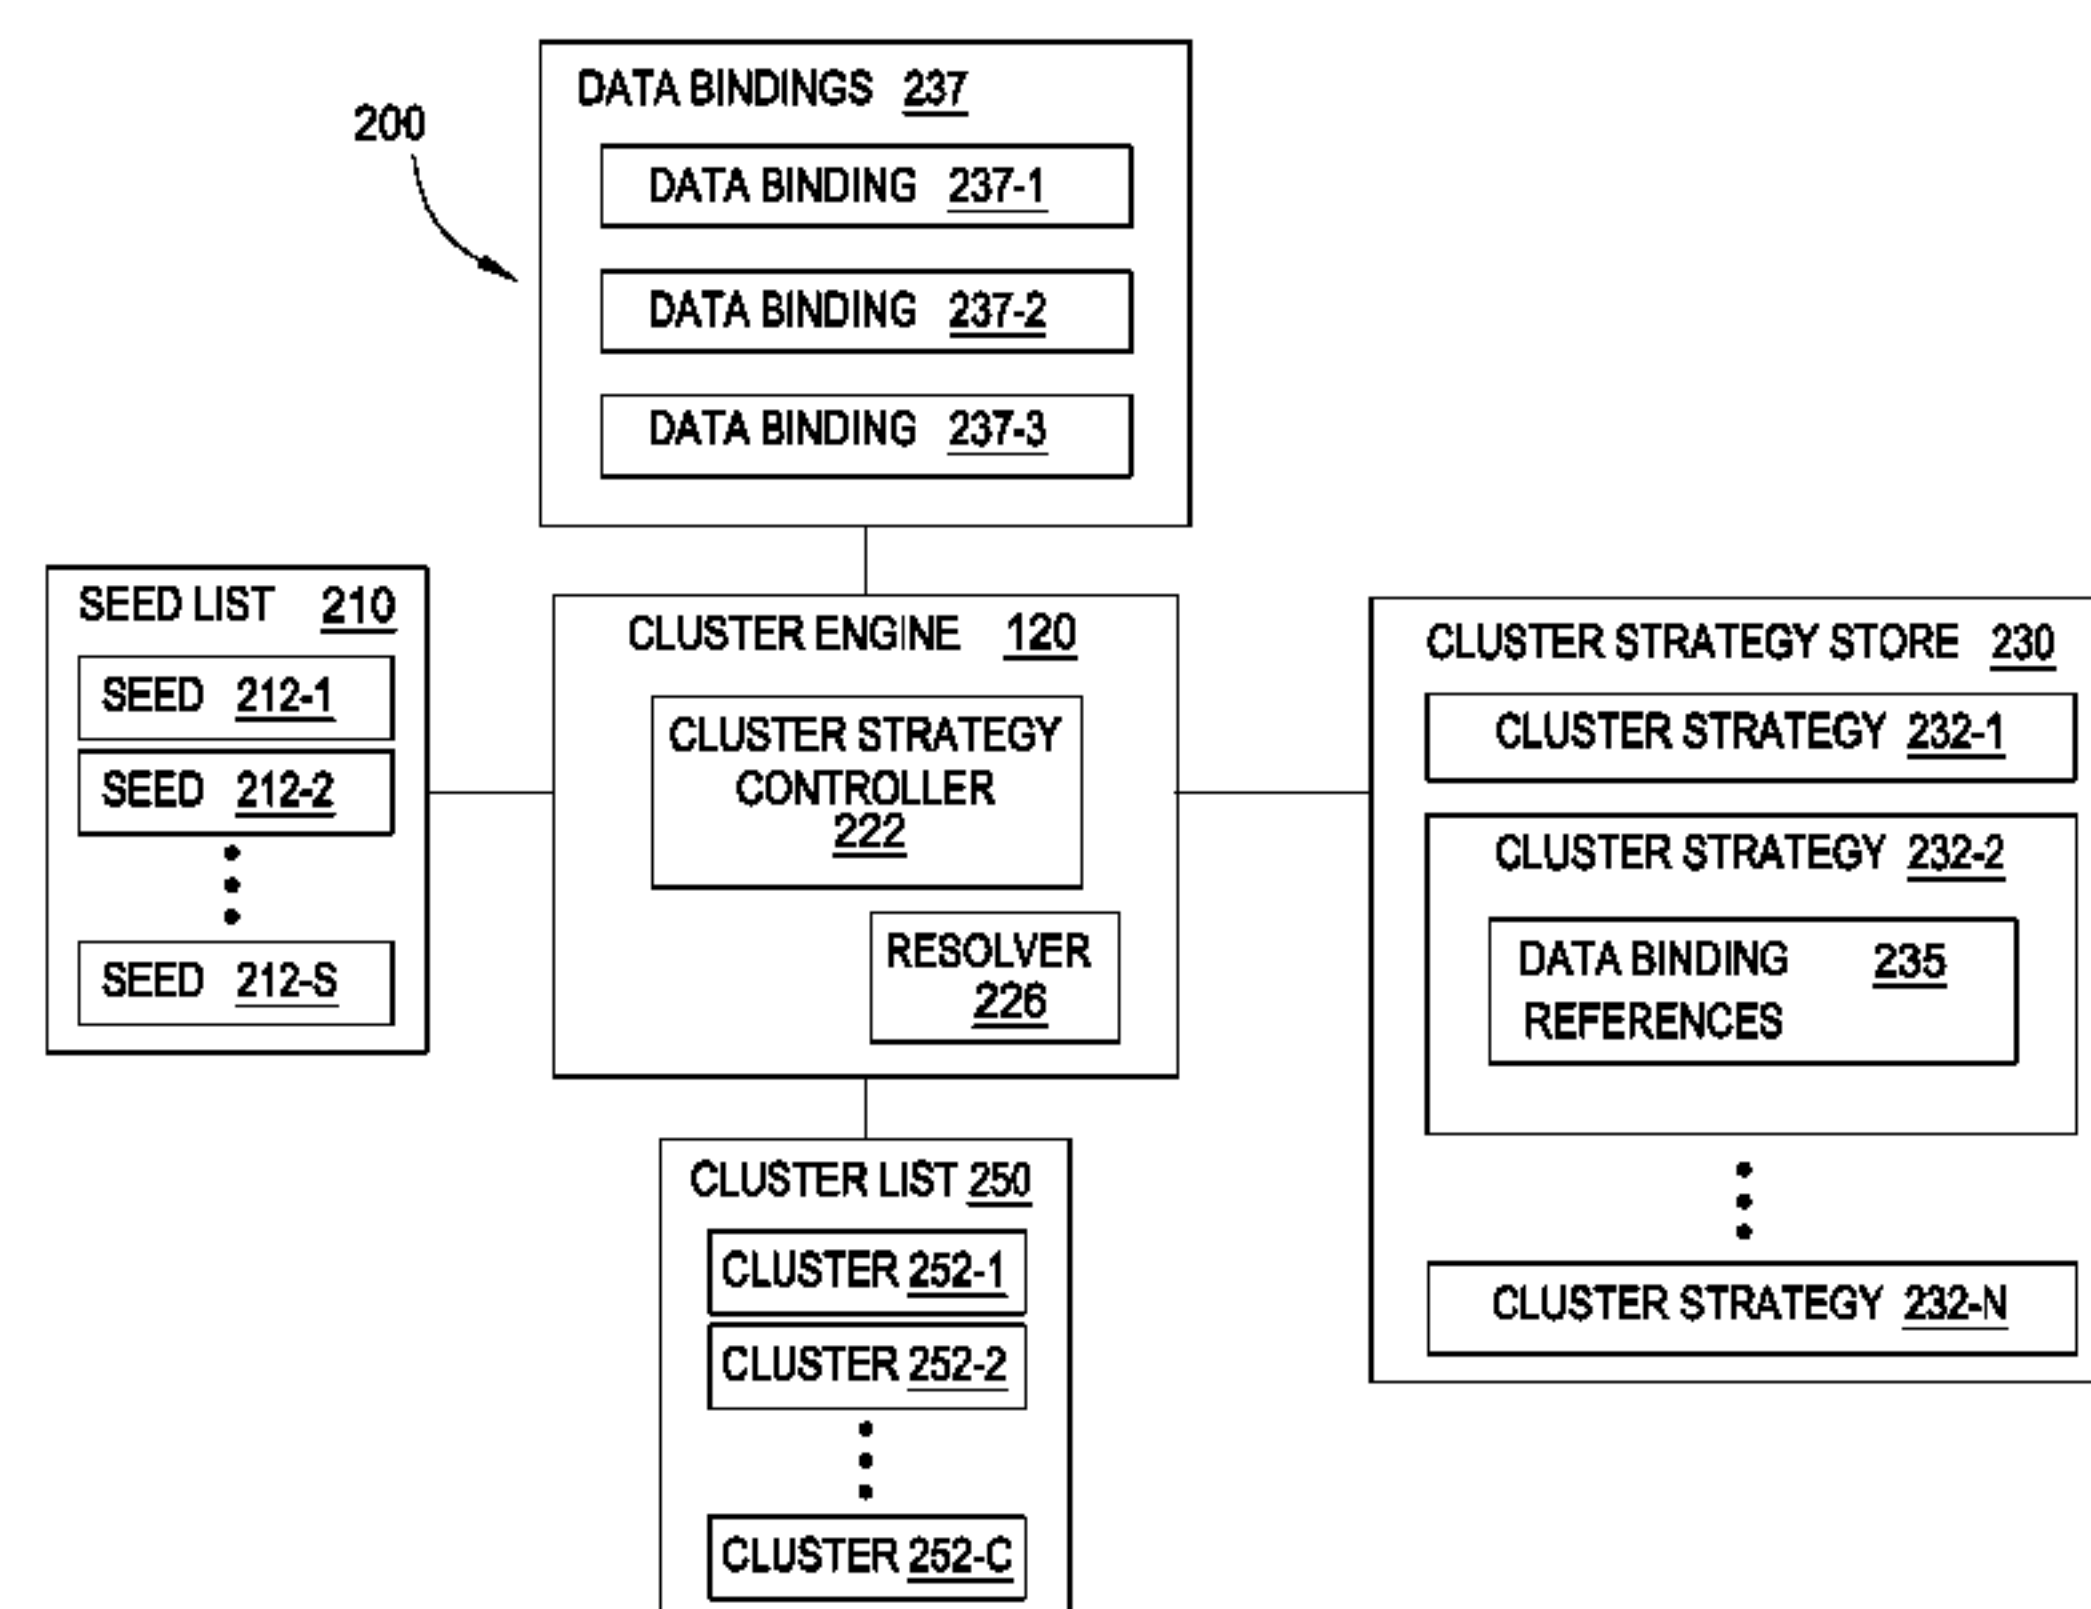 200
DATA BINDINGS 237
DATA BINDING 237-1
DATA BINDING 237-2
DATA BINDING 237-3
SEED LIST 210
SEED 212-1
SEED 212-2
SEED 212-S
CLUSTER ENGINE 120
CLUSTER STRATEGY
CONTROLLER
222
RESOLVER
226
CLUSTER STRATEGY STORE 230
CLUSTER STRATEGY 232-1
CLUSTER STRATEGY 232-2
DATA BINDING 235
REFERENCES
CLUSTER STRATEGY 232-N
CLUSTER LIST 250
CLUSTER 252-1
CLUSTER 252-2
CLUSTER 252-C